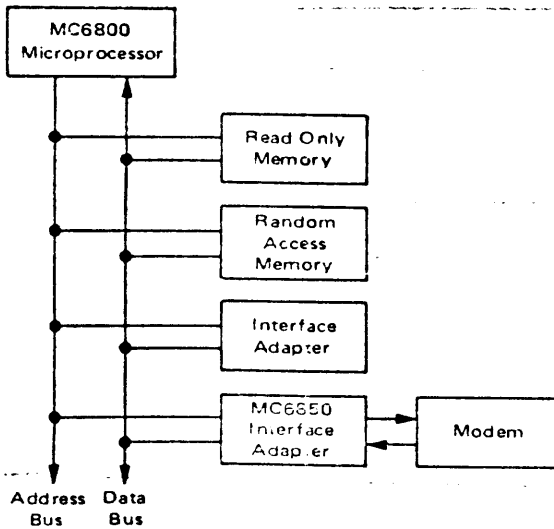 MC6800
Microprocessor
Read Only
Memory
Random
Access
Memory
Interface
Adapter
MC6850
Interface
Adapter
Modem
Address
Bus
Data
Bus